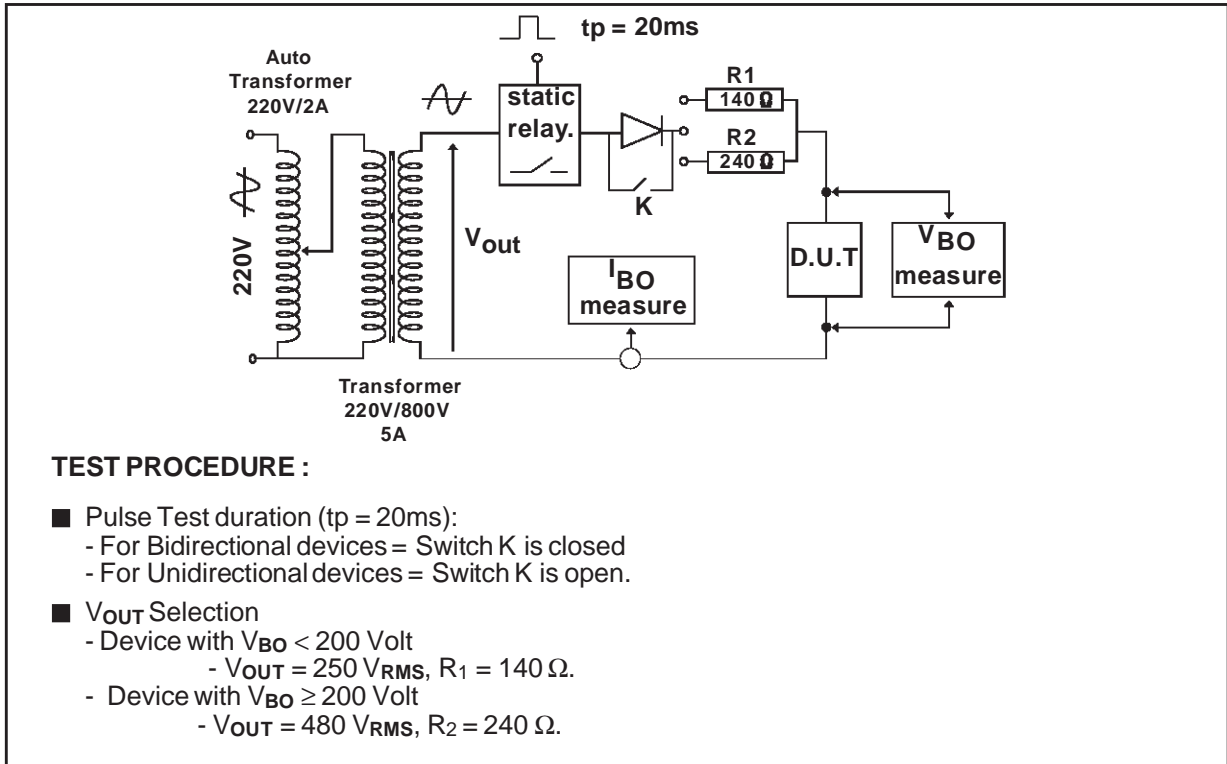 tp = 20ms
Auto
Transformer
220V/2A
static
relay.
R1
140 Ω
R2
240 Ω
K
220V
Vout
IBO
measure
D.U.T
VBO
measure
Transformer
220V/800V
5A
TEST PROCEDURE :
■ Pulse Test duration (tp = 20ms):
- For Bidirectional devices = Switch K is closed
- For Unidirectional devices = Switch K is open.
■ VOUT Selection
- Device with VBO < 200 Volt
- VOUT = 250 VRMS, R1 = 140 Ω.
- Device with VBO ≥ 200 Volt
- VOUT = 480 VRMS, R2 = 240 Ω.